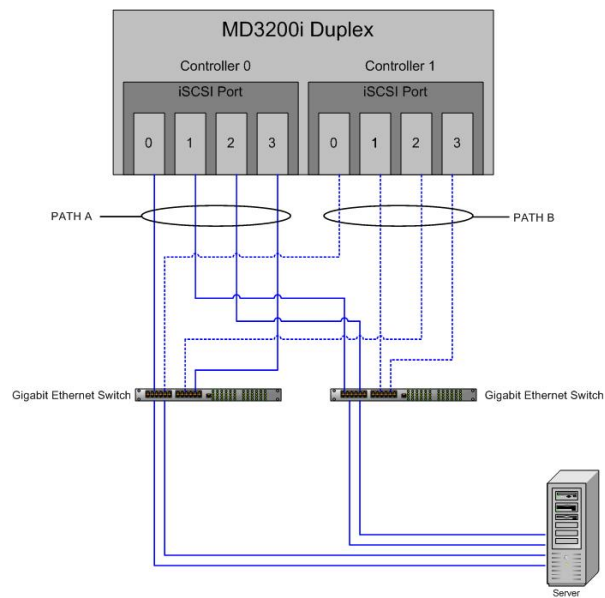 MD3200i Duplex
Controller 0
Controller 1
iSCSI Port
iSCSI Port
0
1
2
3
0
1
2
3
PATH A
PATH B
Gigabit Ethernet Switch
Gigabit Ethernet Switch
Server